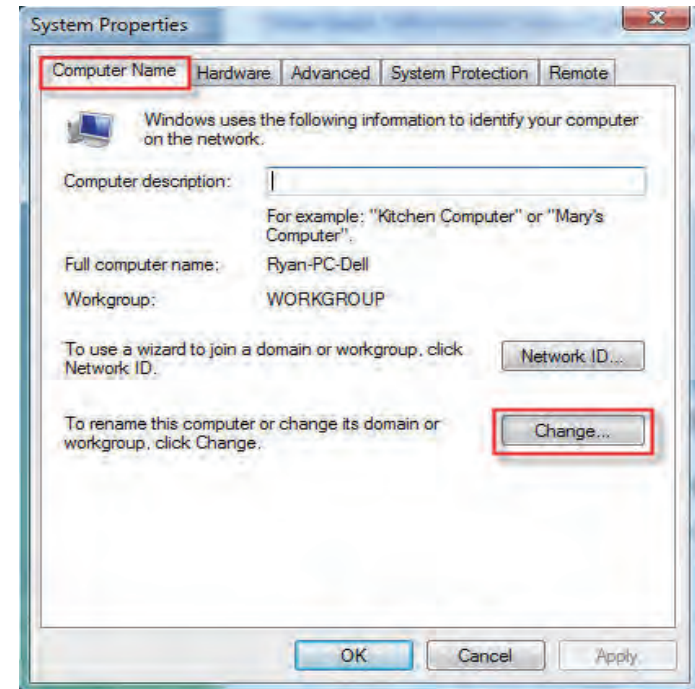 System Properties
Computer Name Hardware Advanced System Protection Remote
Windows uses the following information to identify your computer
on the network.
Computer description:
For example: "Kitchen Computer" or "Mary's
Computer".
Full computer name: Ryan-PC-Dell
Workgroup: WORKGROUP
To use a wizard to join a domain or workgroup, click
Network ID.
Network ID...
To rename this computer or change its domain or
workgroup, click Change.
Change...
OK Cancel Apply